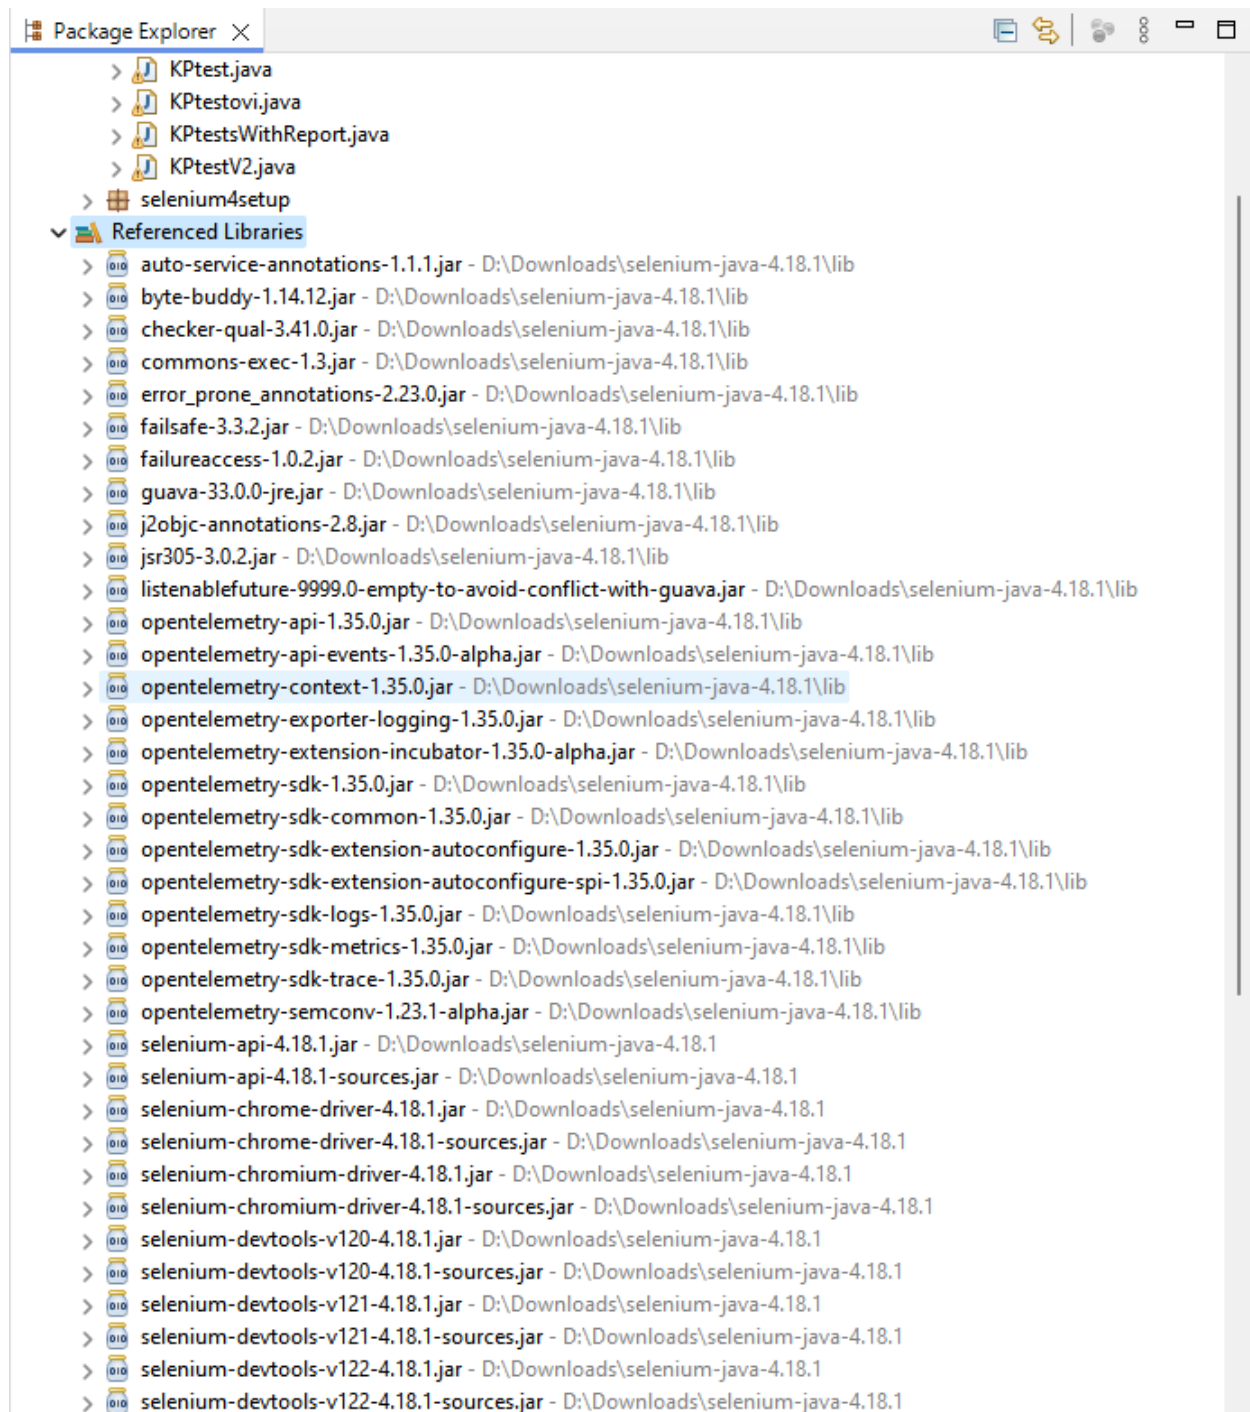 Package Explorer
KPtest.java
KPtestovi.java
KPtestsWithReport.java
KPtestV2.java
selenium4setup
Referenced Libraries
auto-service-annotations-1.1.1.jar - D:\Downloads\selenium-java-4.18.1\lib
byte-buddy-1.14.12.jar - D:\Downloads\selenium-java-4.18.1\lib
checker-qual-3.41.0.jar - D:\Downloads\selenium-java-4.18.1\lib
commons-exec-1.3.jar - D:\Downloads\selenium-java-4.18.1\lib
error_prone_annotations-2.23.0.jar - D:\Downloads\selenium-java-4.18.1\lib
failsafe-3.3.2.jar - D:\Downloads\selenium-java-4.18.1\lib
failureaccess-1.0.2.jar - D:\Downloads\selenium-java-4.18.1\lib
guava-33.0.0-jre.jar - D:\Downloads\selenium-java-4.18.1\lib
j2objc-annotations-2.8.jar - D:\Downloads\selenium-java-4.18.1\lib
jsr305-3.0.2.jar - D:\Downloads\selenium-java-4.18.1\lib
listenablefuture-9999.0-empty-to-avoid-conflict-with-guava.jar - D:\Downloads\selenium-java-4.18.1\lib
opentelemetry-api-1.35.0.jar - D:\Downloads\selenium-java-4.18.1\lib
opentelemetry-api-events-1.35.0-alpha.jar - D:\Downloads\selenium-java-4.18.1\lib
opentelemetry-context-1.35.0.jar - D:\Downloads\selenium-java-4.18.1\lib
opentelemetry-exporter-logging-1.35.0.jar - D:\Downloads\selenium-java-4.18.1\lib
opentelemetry-extension-incubator-1.35.0-alpha.jar - D:\Downloads\selenium-java-4.18.1\lib
opentelemetry-sdk-1.35.0.jar - D:\Downloads\selenium-java-4.18.1\lib
opentelemetry-sdk-common-1.35.0.jar - D:\Downloads\selenium-java-4.18.1\lib
opentelemetry-sdk-extension-autoconfigure-1.35.0.jar - D:\Downloads\selenium-java-4.18.1\lib
opentelemetry-sdk-extension-autoconfigure-spi-1.35.0.jar - D:\Downloads\selenium-java-4.18.1\lib
opentelemetry-sdk-logs-1.35.0.jar - D:\Downloads\selenium-java-4.18.1\lib
opentelemetry-sdk-metrics-1.35.0.jar - D:\Downloads\selenium-java-4.18.1\lib
opentelemetry-sdk-trace-1.35.0.jar - D:\Downloads\selenium-java-4.18.1\lib
opentelemetry-semconv-1.23.1-alpha.jar - D:\Downloads\selenium-java-4.18.1\lib
selenium-api-4.18.1.jar - D:\Downloads\selenium-java-4.18.1
selenium-api-4.18.1-sources.jar - D:\Downloads\selenium-java-4.18.1
selenium-chrome-driver-4.18.1.jar - D:\Downloads\selenium-java-4.18.1
selenium-chrome-driver-4.18.1-sources.jar - D:\Downloads\selenium-java-4.18.1
selenium-chromium-driver-4.18.1.jar - D:\Downloads\selenium-java-4.18.1
selenium-chromium-driver-4.18.1-sources.jar - D:\Downloads\selenium-java-4.18.1
selenium-devtools-v120-4.18.1.jar - D:\Downloads\selenium-java-4.18.1
selenium-devtools-v120-4.18.1-sources.jar - D:\Downloads\selenium-java-4.18.1
selenium-devtools-v121-4.18.1.jar - D:\Downloads\selenium-java-4.18.1
selenium-devtools-v121-4.18.1-sources.jar - D:\Downloads\selenium-java-4.18.1
selenium-devtools-v122-4.18.1.jar - D:\Downloads\selenium-java-4.18.1
selenium-devtools-v122-4.18.1-sources.jar - D:\Downloads\selenium-java-4.18.1